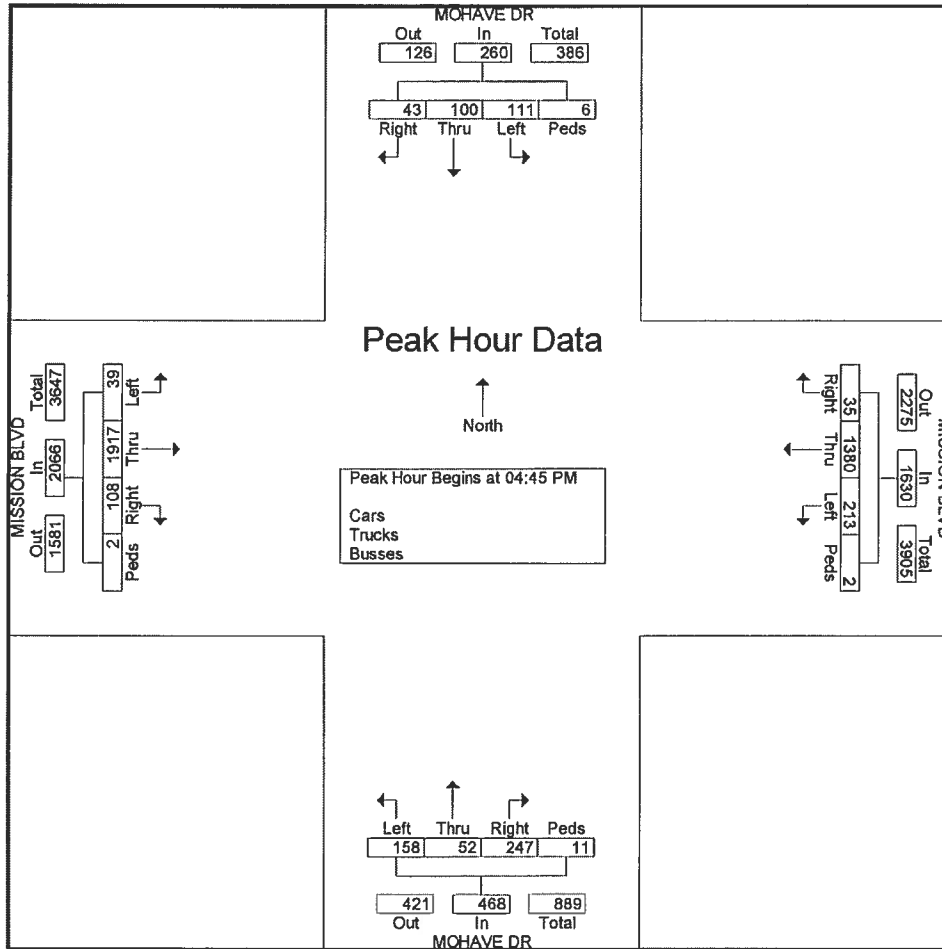 MOHAVE DR
Out In Total
126 260 386
43 100 111 6
Right Thru Left Peds
Peak Hour Data
North
Peak Hour Begins at 04:45 PM
Cars
Trucks
Busses
MISSION BLVD
Total In Out
3647 2066 1581
39 1917 108 2
Left Thru Right Peds
Right Thru Left Peds
35 1380 213 2
Out In Total
2275 1630 3905
MISSION BLVD
Left Thru Right Peds
158 52 247 11
421 468 889
Out In Total
MOHAVE DR